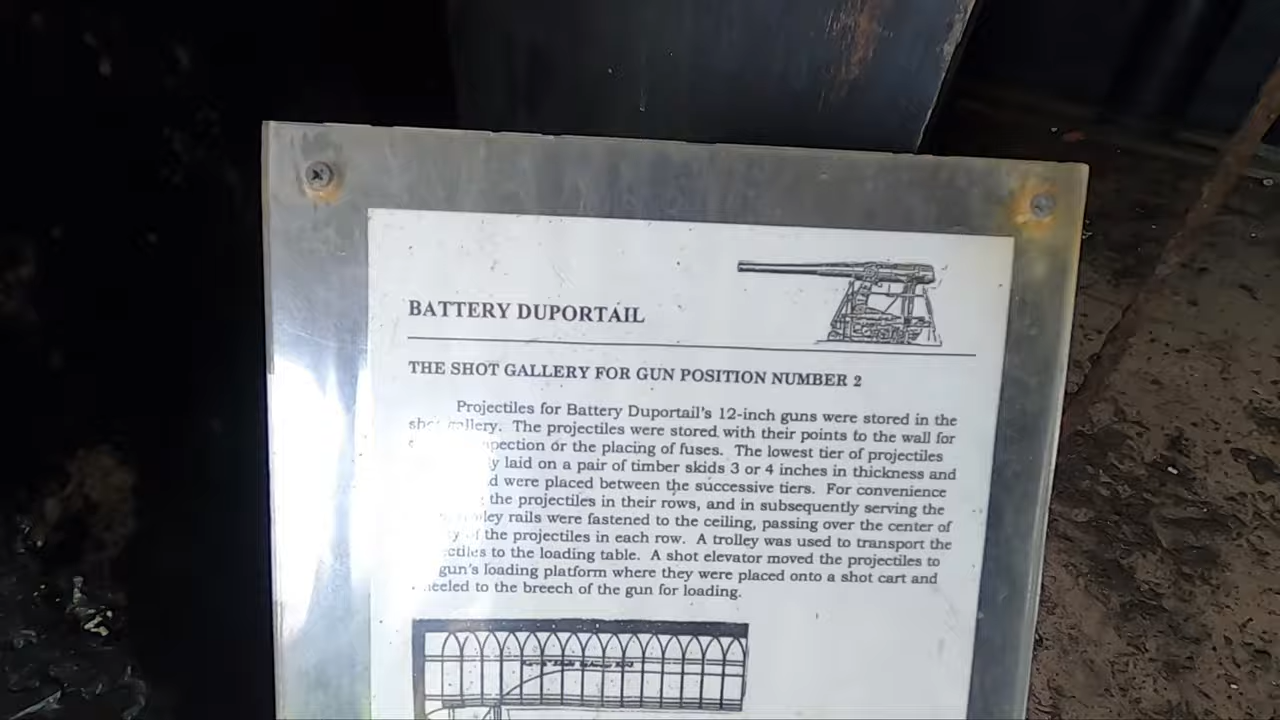 BATTERY DUPORTAIL
THE SHOT GALLERY FOR GUN POSITION NUMBER 2
Projectiles for Battery Duportail's 12-inch guns were stored in the
shot gallery. The projectiles were stored with their points to the wall for
or the placing of fuses. The lowest tier of projectiles
laid on a pair of timber skids 3 or 4 inches in thickness and
were placed between the successive tiers. For convenience
the projectiles in their rows, and in subsequently serving the
rails were fastened to the ceiling, passing over the center of
of the projectiles in each row. A trolley was used to transport the
to the loading table. A shot elevator moved the projectiles to
gun's loading platform where they were placed onto a shot cart and
to the breech of the gun for loading.